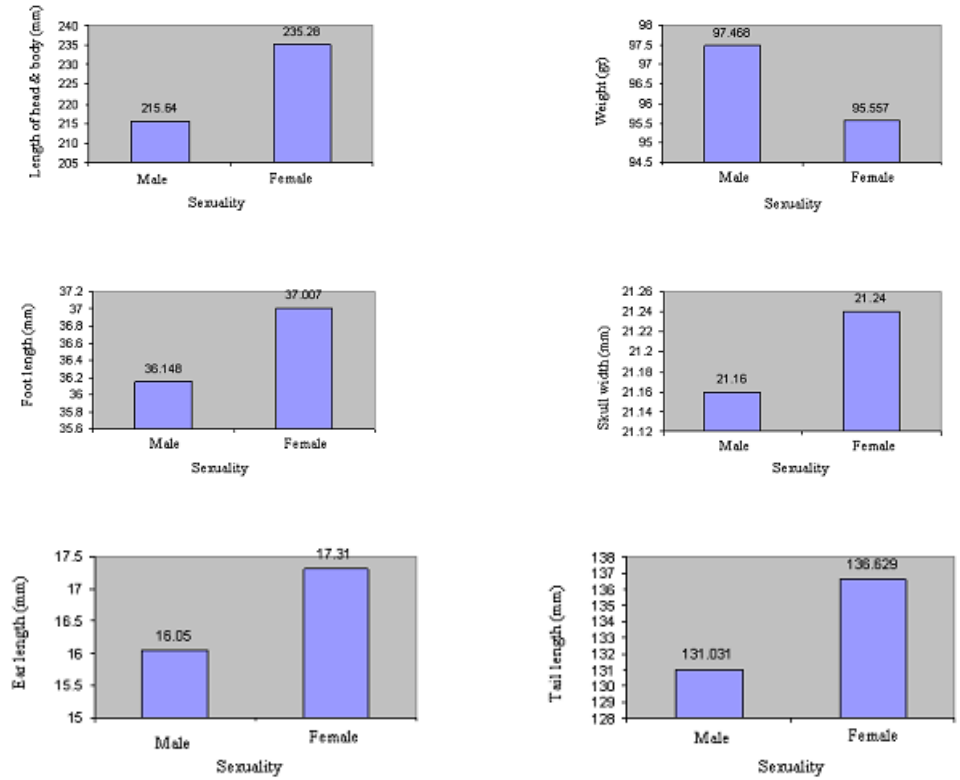 Length of head & body (mm)
240
235
230
225
220
215
210
205
215.64
235.28
Male
Female
Sexuality
Weight (gr)
98
97.5
97
96.5
96
95.5
95
94.5
97.468
95.557
Male
Female
Sexuality
Foot length (mm)
37.2
37
36.8
36.6
36.4
36.2
36
35.8
35.6
36.148
37.007
Male
Female
Sexuality
Skull width (mm)
21.26
21.24
21.22
21.2
21.18
21.16
21.14
21.12
21.16
21.24
Male
Female
Sexuality
Ear length (mm)
17.5
17
16.5
16
15.5
15
16.05
17.31
Male
Female
Sexuality
Tail length (mm)
138
137
136
135
134
133
132
131
130
129
128
131.031
136.629
Male
Female
Sexuality